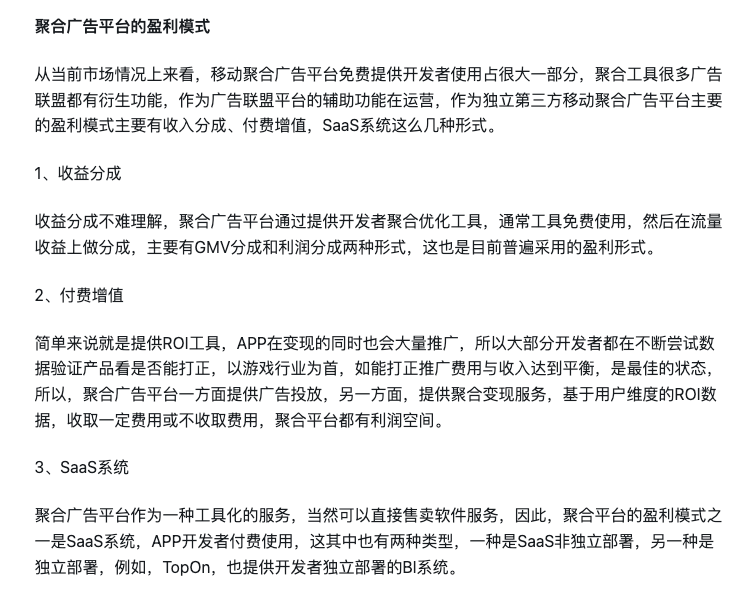 聚合广告平台的盈利模式
从当前市场情况上来看，移动聚合广告平台免费提供开发者使用占很大一部分，聚合工具很多广告
联盟都有衍生功能，作为广告联盟平台的辅助功能在运营，作为独立第三方移动聚合广告平台主要
的盈利模式主要有收入分成、付费增值，SaaS系统这么几种形式。
1、收益分成
收益分成不难理解，聚合广告平台通过提供开发者聚合优化工具，通常工具免费使用，然后在流量
收益上做分成，主要有GMV分成和利润分成两种形式，这也是目前普遍采用的盈利形式。
2、付费增值
简单来说就是提供ROI工具，APP在变现的同时也会大量推广，所以大部分开发者都在不断尝试数
据验证产品看是否能打正，以游戏行业为首，如能打正推广费用与收入达到平衡，是最佳的状态，
所以，聚合广告平台一方面提供广告投放，另一方面，提供聚合变现服务，基于用户维度的ROI数
据，收取一定费用或不收取费用，聚合平台都有利润空间。
3、SaaS系统
聚合广告平台作为一种工具化的服务，当然可以直接售卖软件服务，因此，聚合平台的盈利模式之
一是SaaS系统，APP开发者付费使用，这其中也有两种类型，一种是SaaS非独立部署，另一种是
独立部署，例如，TopOn，也提供开发者独立部署的BI系统。